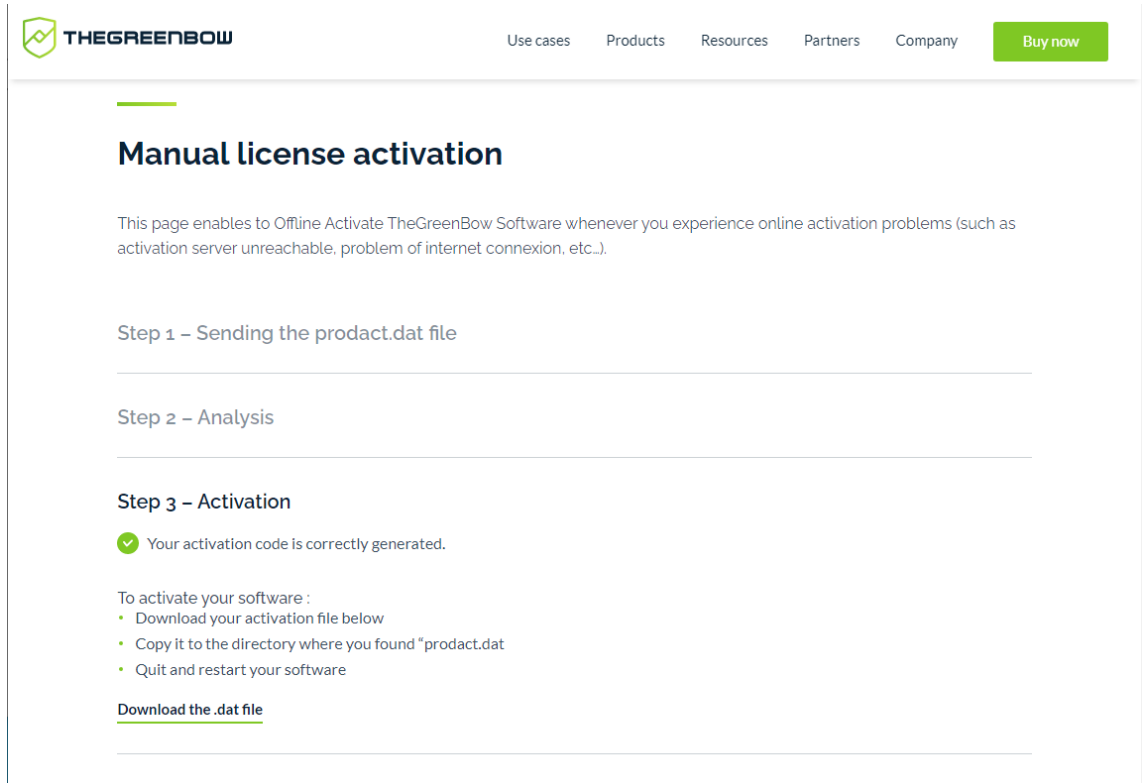 THEGREENBOW
Use cases Products Resources Partners Company Buy now
Manual license activation
This page enables to Offline Activate TheGreenBow Software whenever you experience online activation problems (such as
activation server unreachable, problem of internet connexion, etc…).
Step 1 – Sending the prodact.dat file
Step 2 – Analysis
Step 3 – Activation
Your activation code is correctly generated.
To activate your software :
• Download your activation file below
• Copy it to the directory where you found “prodact.dat
• Quit and restart your software
Download the .dat file